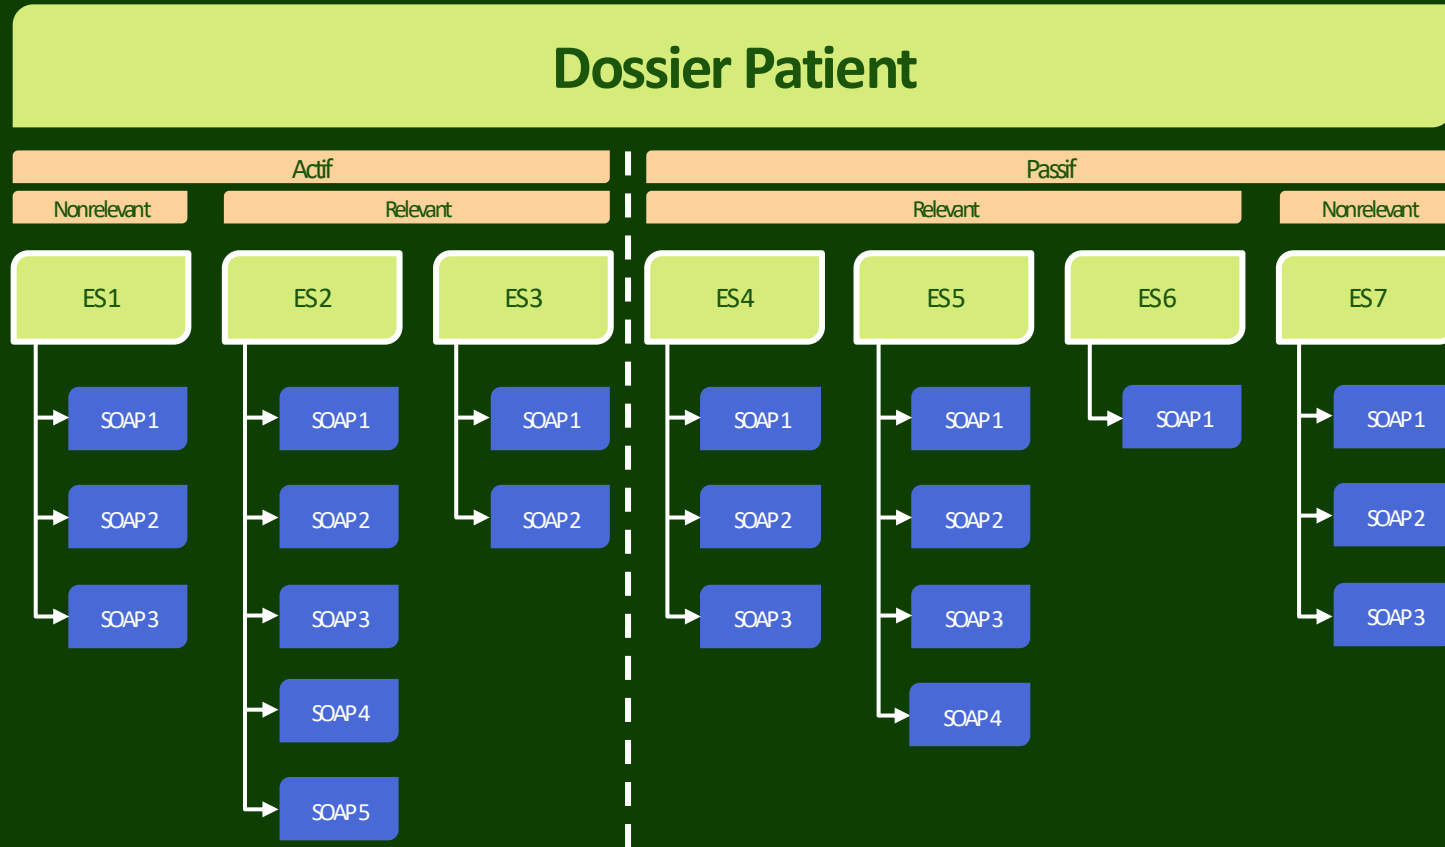 Dossier Patient
Actif
Passif
Nonrelevant
Relevant
Relevant
Nonrelevant
ES1
ES2
ES3
ES4
ES5
ES6
ES7
SOAP1
SOAP1
SOAP1
SOAP1
SOAP1
SOAP1
SOAP1
SOAP2
SOAP2
SOAP2
SOAP2
SOAP2
SOAP2
SOAP3
SOAP3
SOAP3
SOAP3
SOAP3
SOAP4
SOAP4
SOAP5